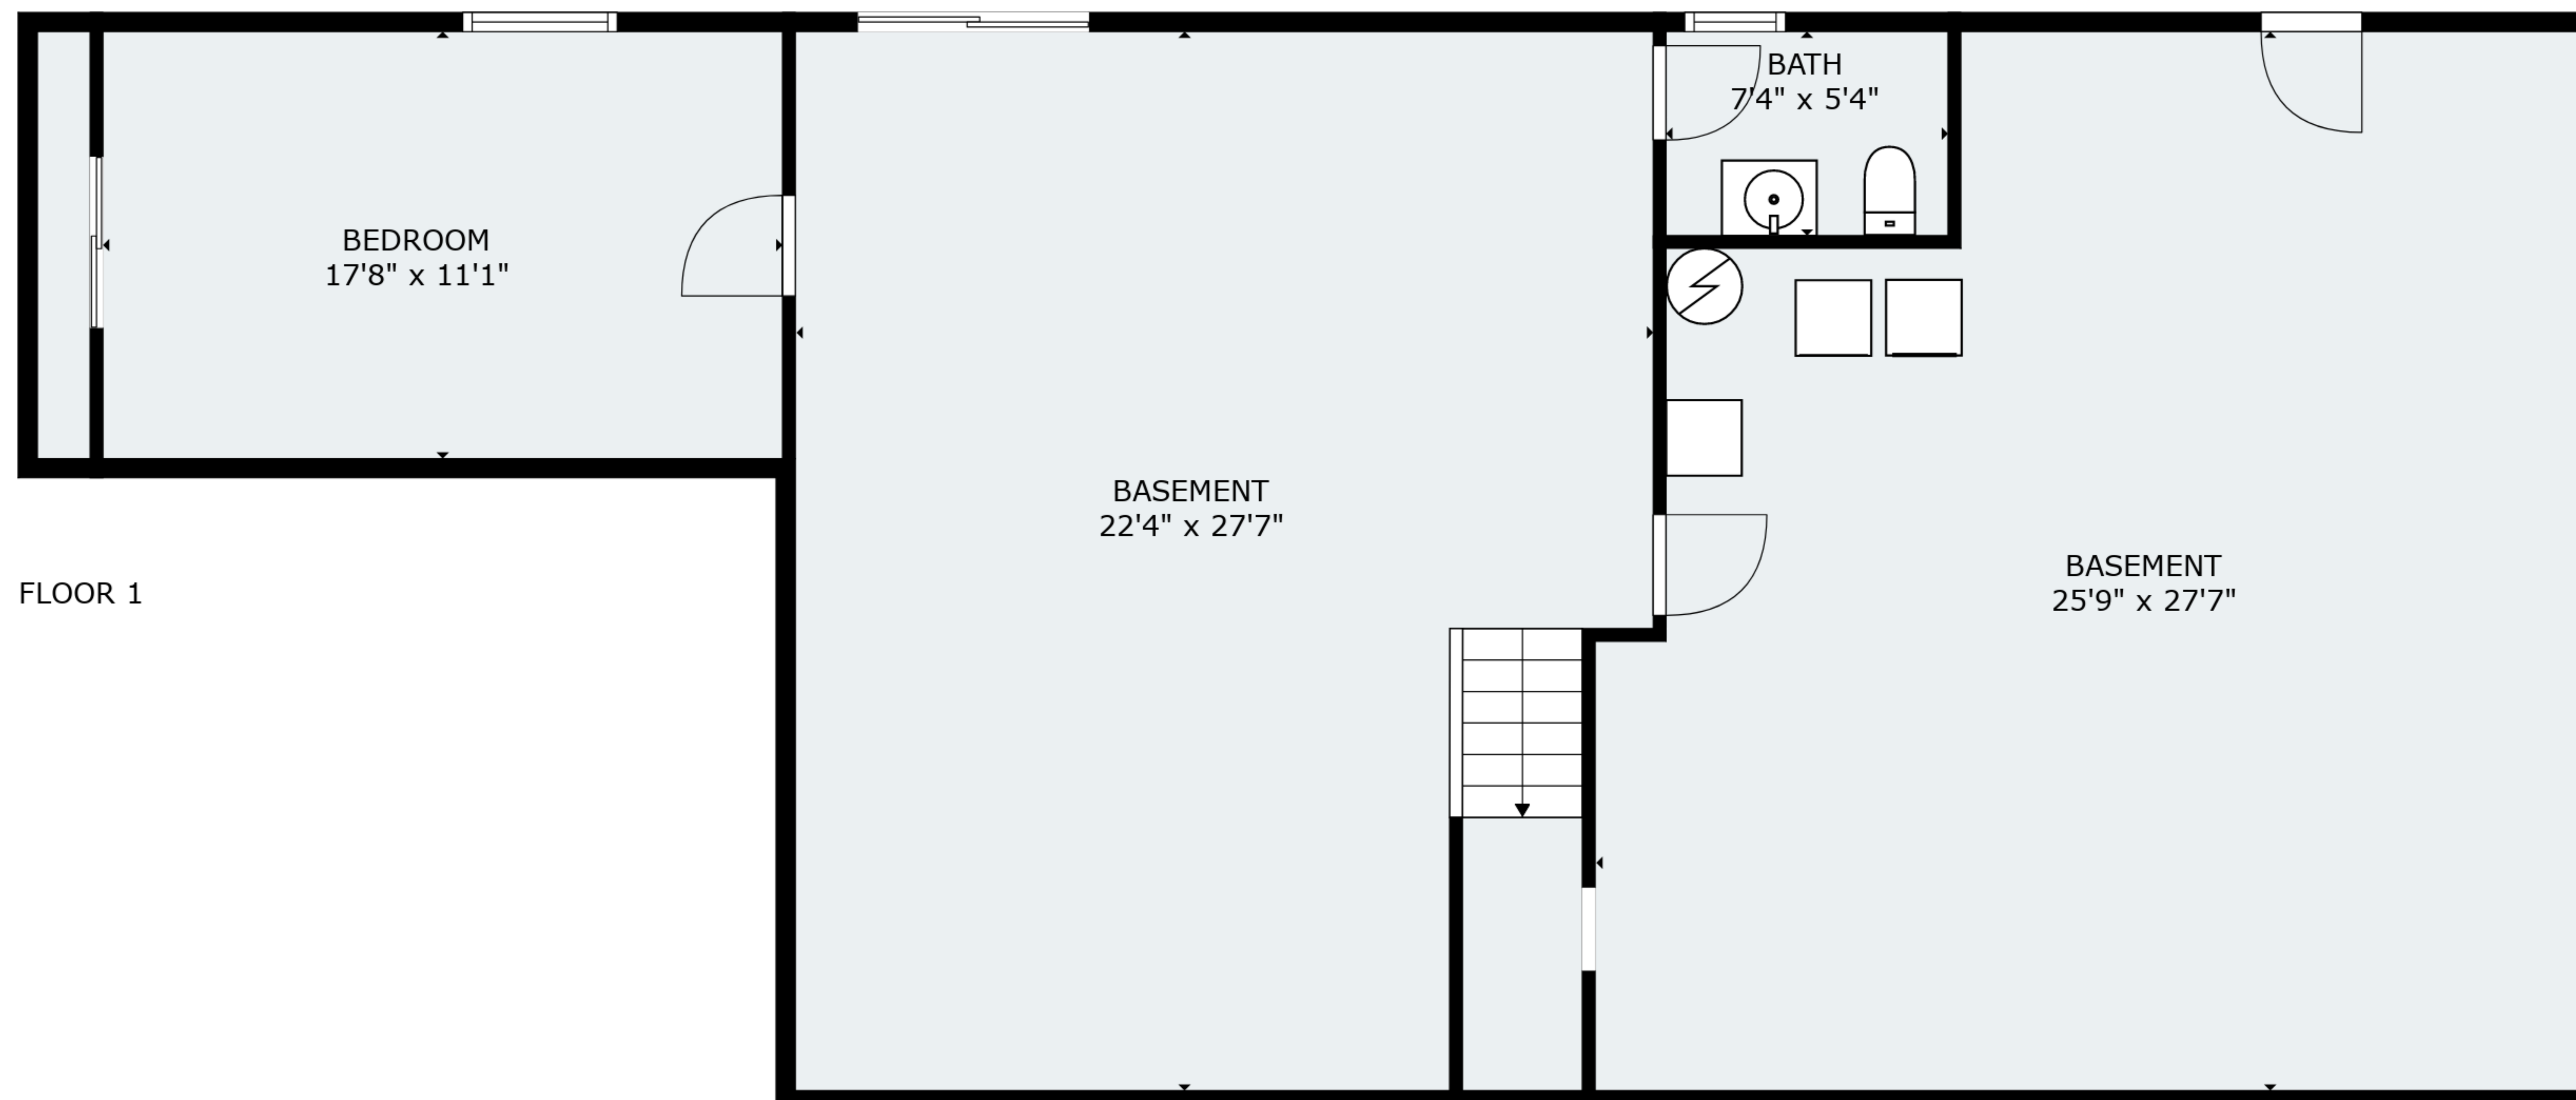 BATH
7'4" x 5'4"
BEDROOM
17'8" x 11'1"
BASEMENT
22'4" x 27'7"
BASEMENT
25'9" x 27'7"
FLOOR 1